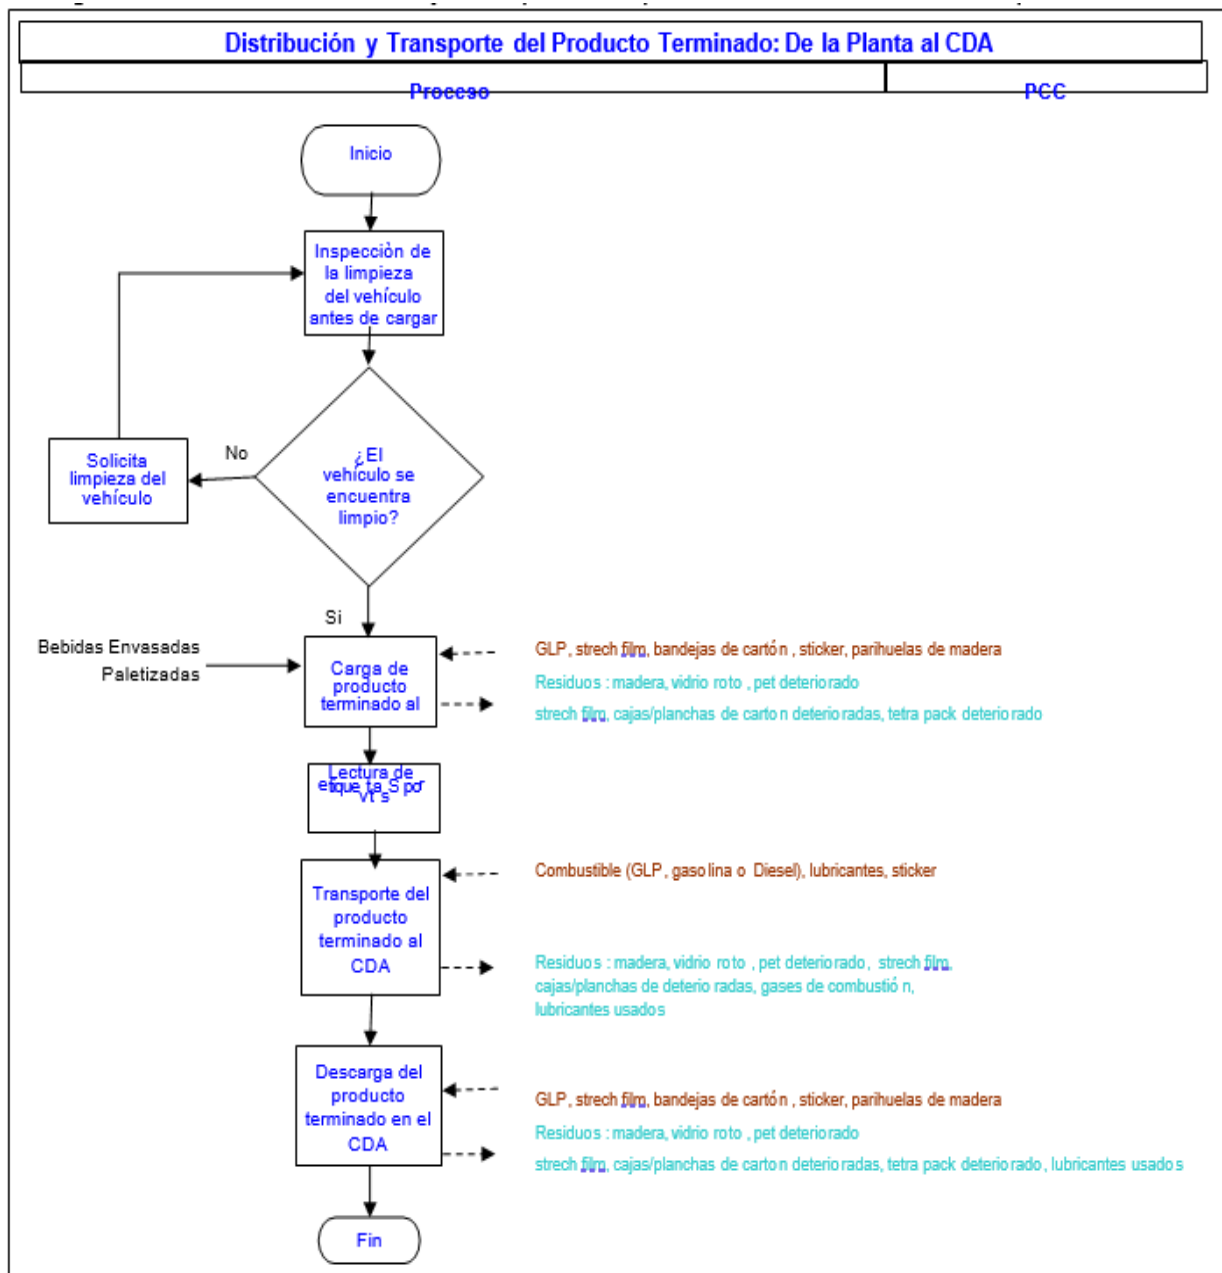 Distribución y Transporte del Producto Terminado: De la Planta al CDA
Proceso
PCC
Inicio
Inspecciòn de
la limpieza
del vehículo
antes de cargar
No
Solicita
limpieza del
vehículo
¿El
vehículo se
encuentra
limpio?
Si
Bebidas Envasadas
Paletizadas
Carga de
producto
terminado al
GLP, strech film, bandejas de cartón , sticker, parihuelas de madera
Residuos : madera, vidrio roto , pet deteriorado
strech film, cajas/planchas de carton deterioradas, tetra pack deteriorado
Lectura de
Combustible (GLP, gasolina o Diesel), lubricantes, sticker
Transporte del
producto
terminado al
CDA
Residuos : madera, vidrio roto , pet deteriorado, strech film,
cajas/planchas de deterio radas, gases de combustió n,
lubricantes usados
Descarga del
producto
terminado en el
CDA
GLP, strech film, bandejas de cartón , sticker, parihuelas de madera
Residuos : madera, vidrio roto , pet deteriorado
strech film, cajas/planchas de carton deterioradas, tetra pack deteriorado , lubricantes usados
Fin